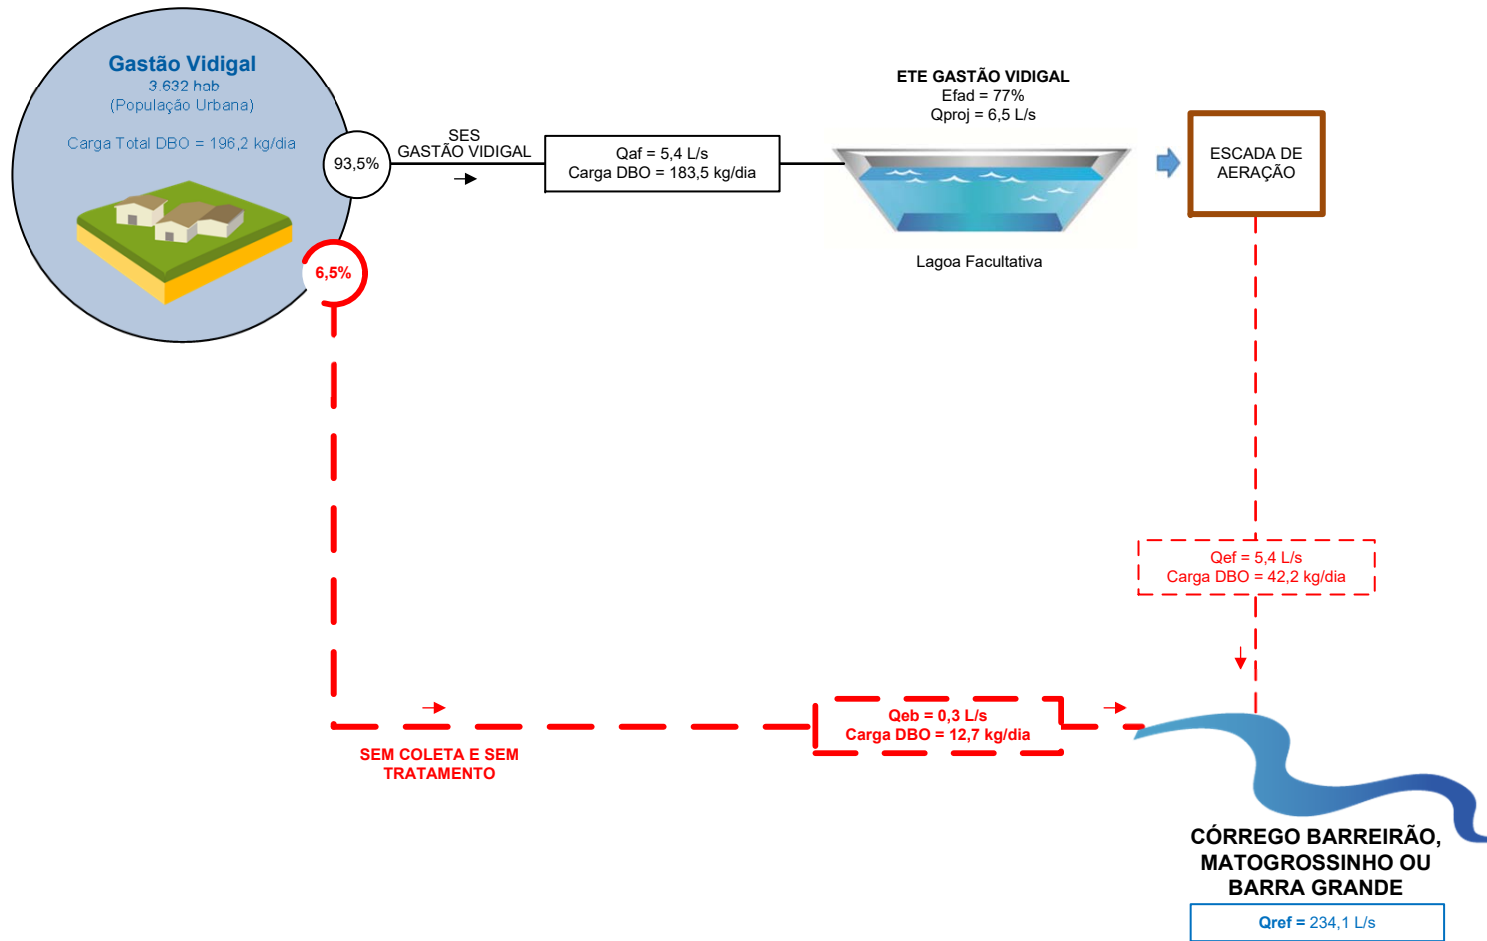 Gastão Vidigal
3.632 hab
(População Urbana)
Carga Total DBO = 196,2 kg/dia
93,5%
6,5%
SES
GASTÃO VIDIGAL
Qaf = 5,4 L/s
Carga DBO = 183,5 kg/dia
ETE GASTÃO VIDIGAL
Efad = 77%
Qproj = 6,5 L/s
Lagoa Facultativa
ESCADA DE
AERAÇÃO
Qef = 5,4 L/s
Carga DBO = 42,2 kg/dia
Qeb = 0,3 L/s
Carga DBO = 12,7 kg/dia
SEM COLETA E SEM
TRATAMENTO
CÓRREGO BARREIRÃO,
MATOGROSSINHO OU
BARRA GRANDE
Qref = 234,1 L/s